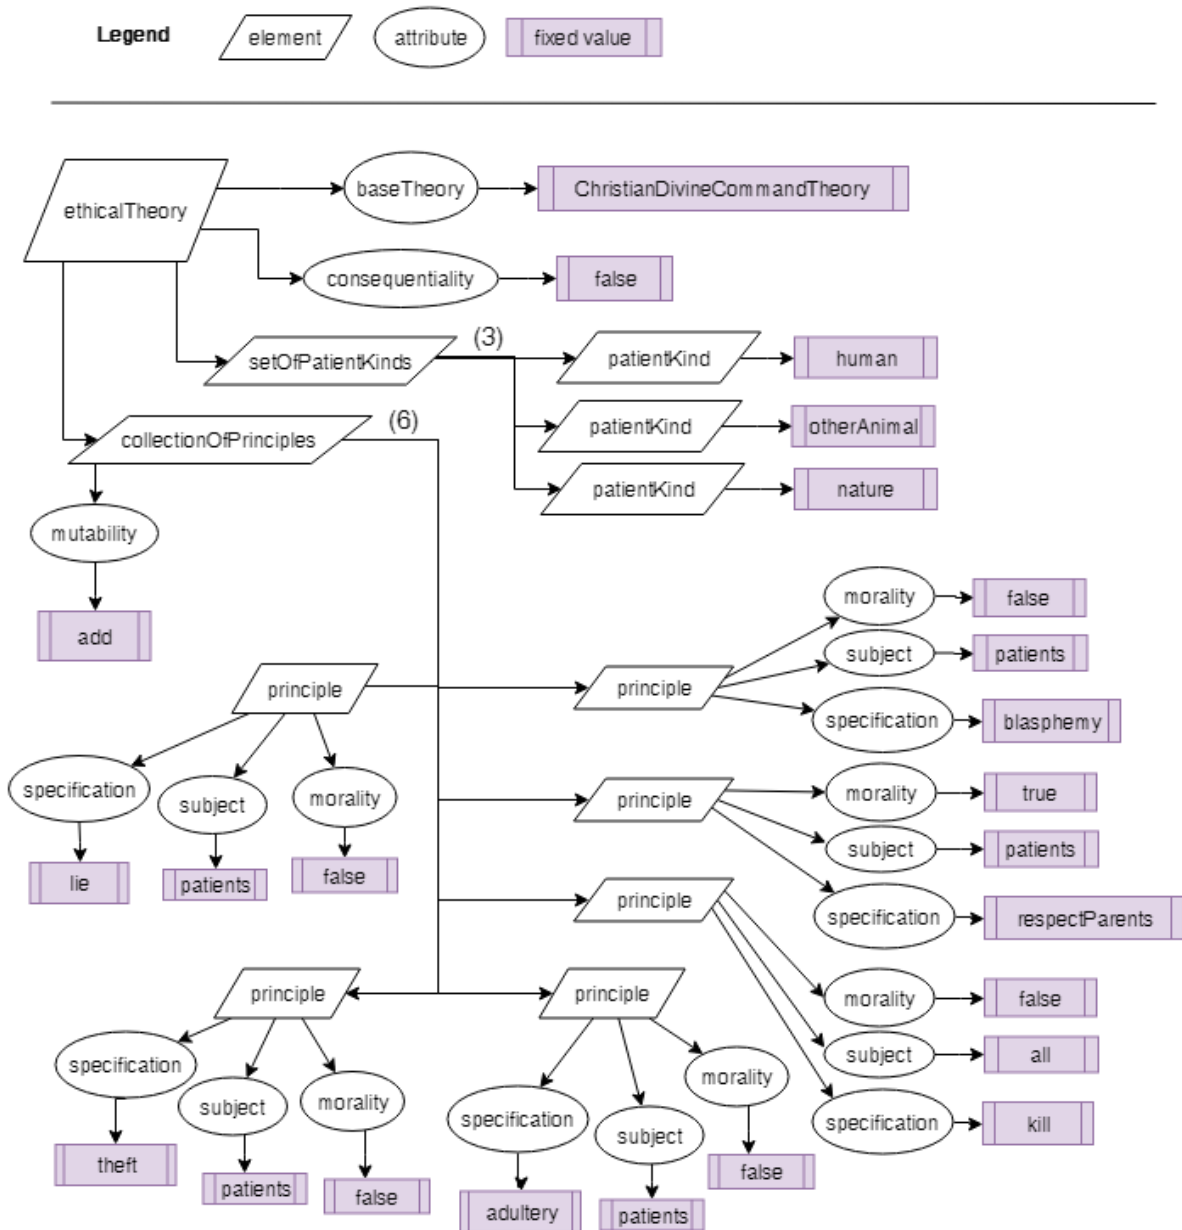 Legend
element
attribute
fixed value
ethicalTheory
baseTheory
ChristianDivineCommandTheory
consequentiality
false
setOfPatientKinds
(3)
patientKind
human
collectionOfPrinciples
(6)
patientKind
otherAnimal
patientKind
nature
mutability
add
morality
false
subject
patients
principle
principle
specification
blasphemy
specification
subject
morality
principle
morality
true
subject
patients
lie
patients
false
principle
specification
respectParents
principle
principle
morality
false
subject
all
specification
subject
morality
specification
subject
morality
specification
kill
theft
patients
false
adultery
patients
false